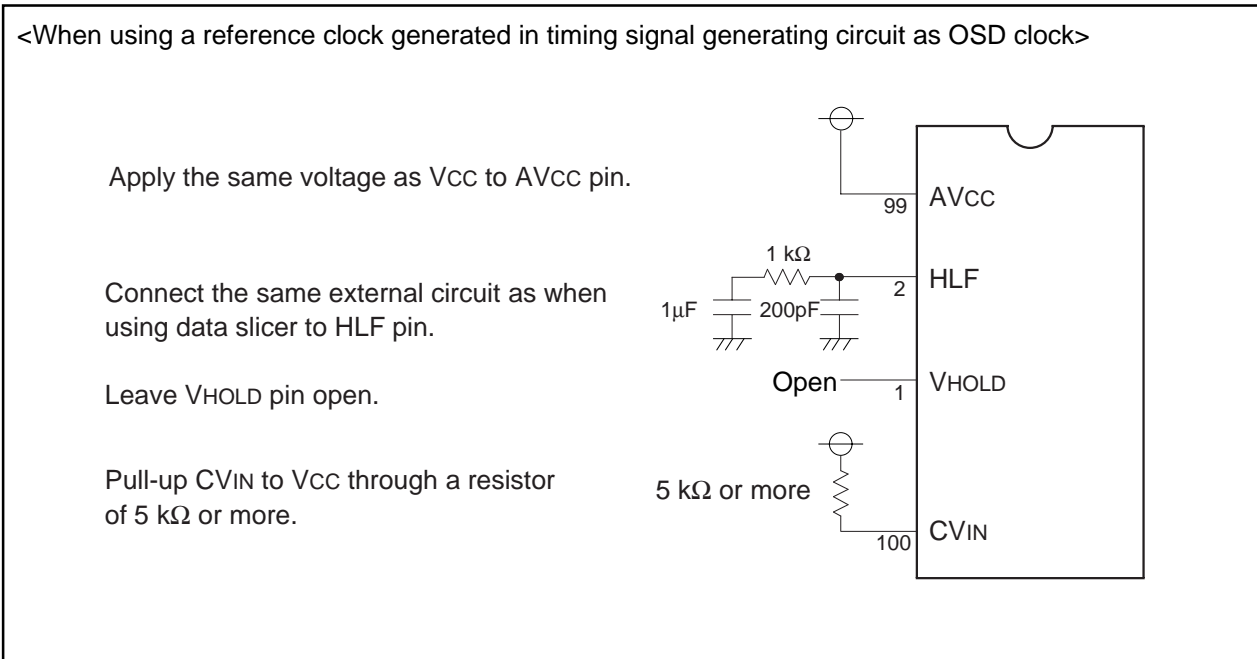 <When using a reference clock generated in timing signal generating circuit as OSD clock>
Apply the same voltage as VCC to AVCC pin.
99
AVCC
Connect the same external circuit as when
using data slicer to HLF pin.
1 kΩ
1μF
200pF
2
HLF
Leave VHOLD pin open.
Open
1
VHOLD
Pull-up CVIN to VCC through a resistor
of 5 kΩ or more.
5 kΩ or more
100
CVIN